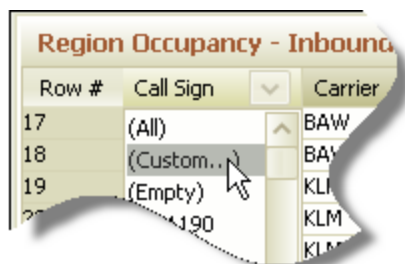 Region Occupancy - Inbound
Row # Call Sign Carrier
17 (All) BAW
18 (Custom...)
19 (Empty)
KLM
KLM